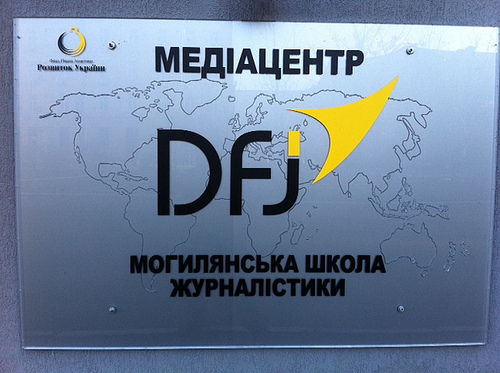 Розвиток України
МЕДІАЦЕНТР
DFJ
МОГИЛЯНСЬКА ШКОЛА
ЖУРНАЛІСТИКИ